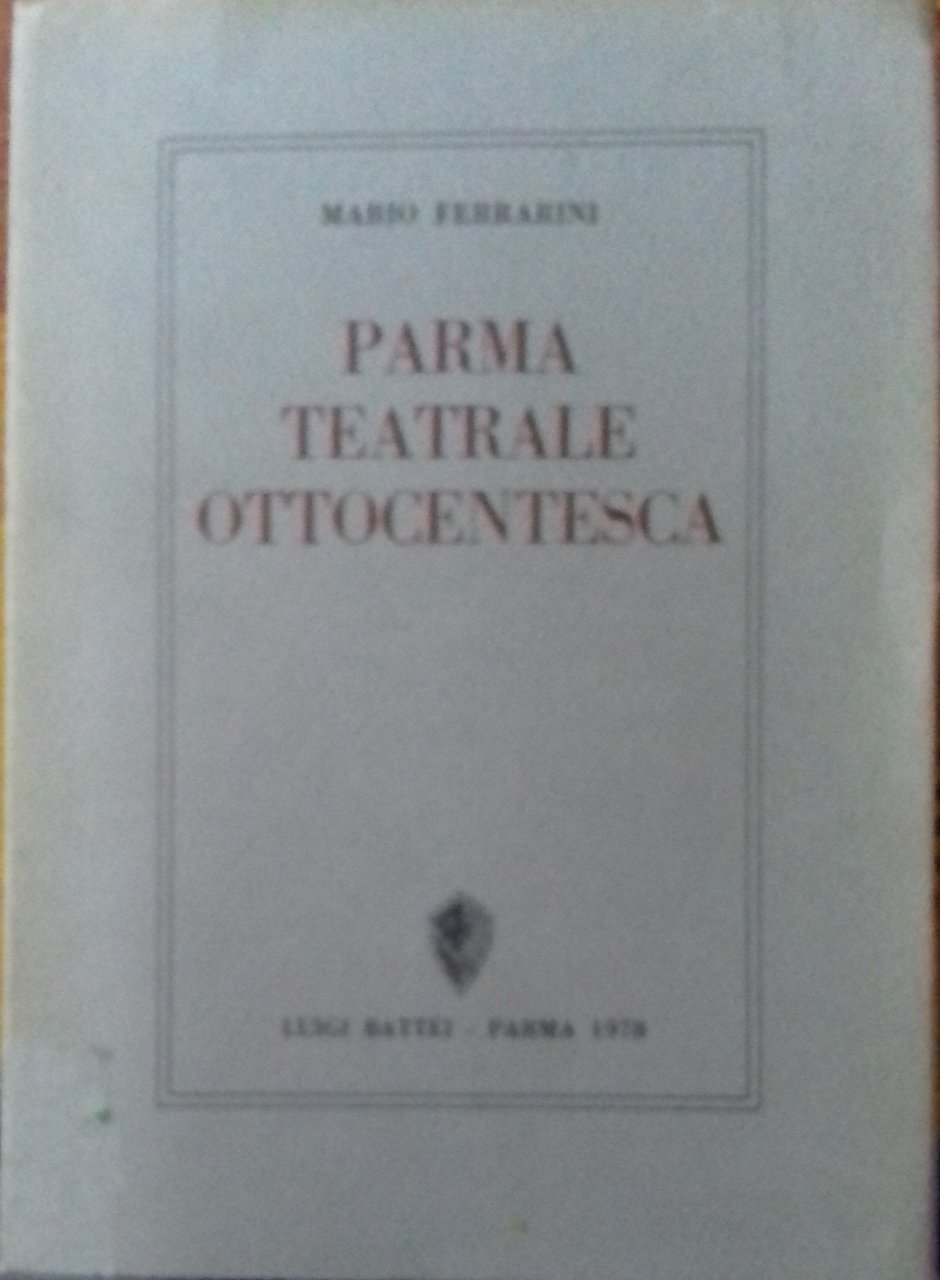 MARIO FERRARINI
PARMA
TEATRALE
OTTOCENTESCA
LUIGI BATTEI - PARMA 1978